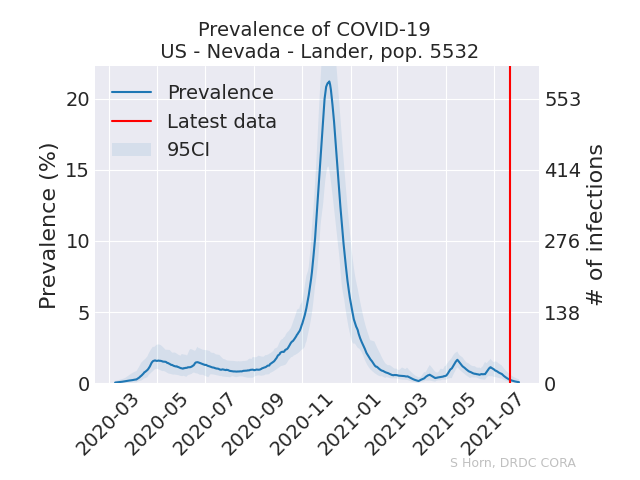 Prevalence of COVID-19
US - Nevada - Lander, pop. 5532
Prevalence
Latest data
95CI
Prevalence (%)
20
15
10
5
0
# of infections
553
414
276
138
0
2020-03
2020-05
2020-07
2020-09
2020-11
2021-01
2021-03
2021-05
2021-07
S Horn, DRDC CORA